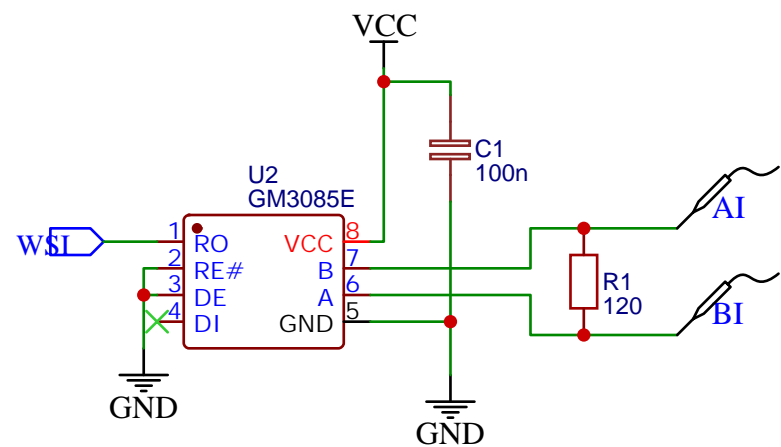 VCC
C1
100n
U2
GM3085E
WSI
1
RO
VCC
8
2
RE#
B
7
3
DE
A
6
4
DI
GND
5
AI
R1
120
BI
GND
GND